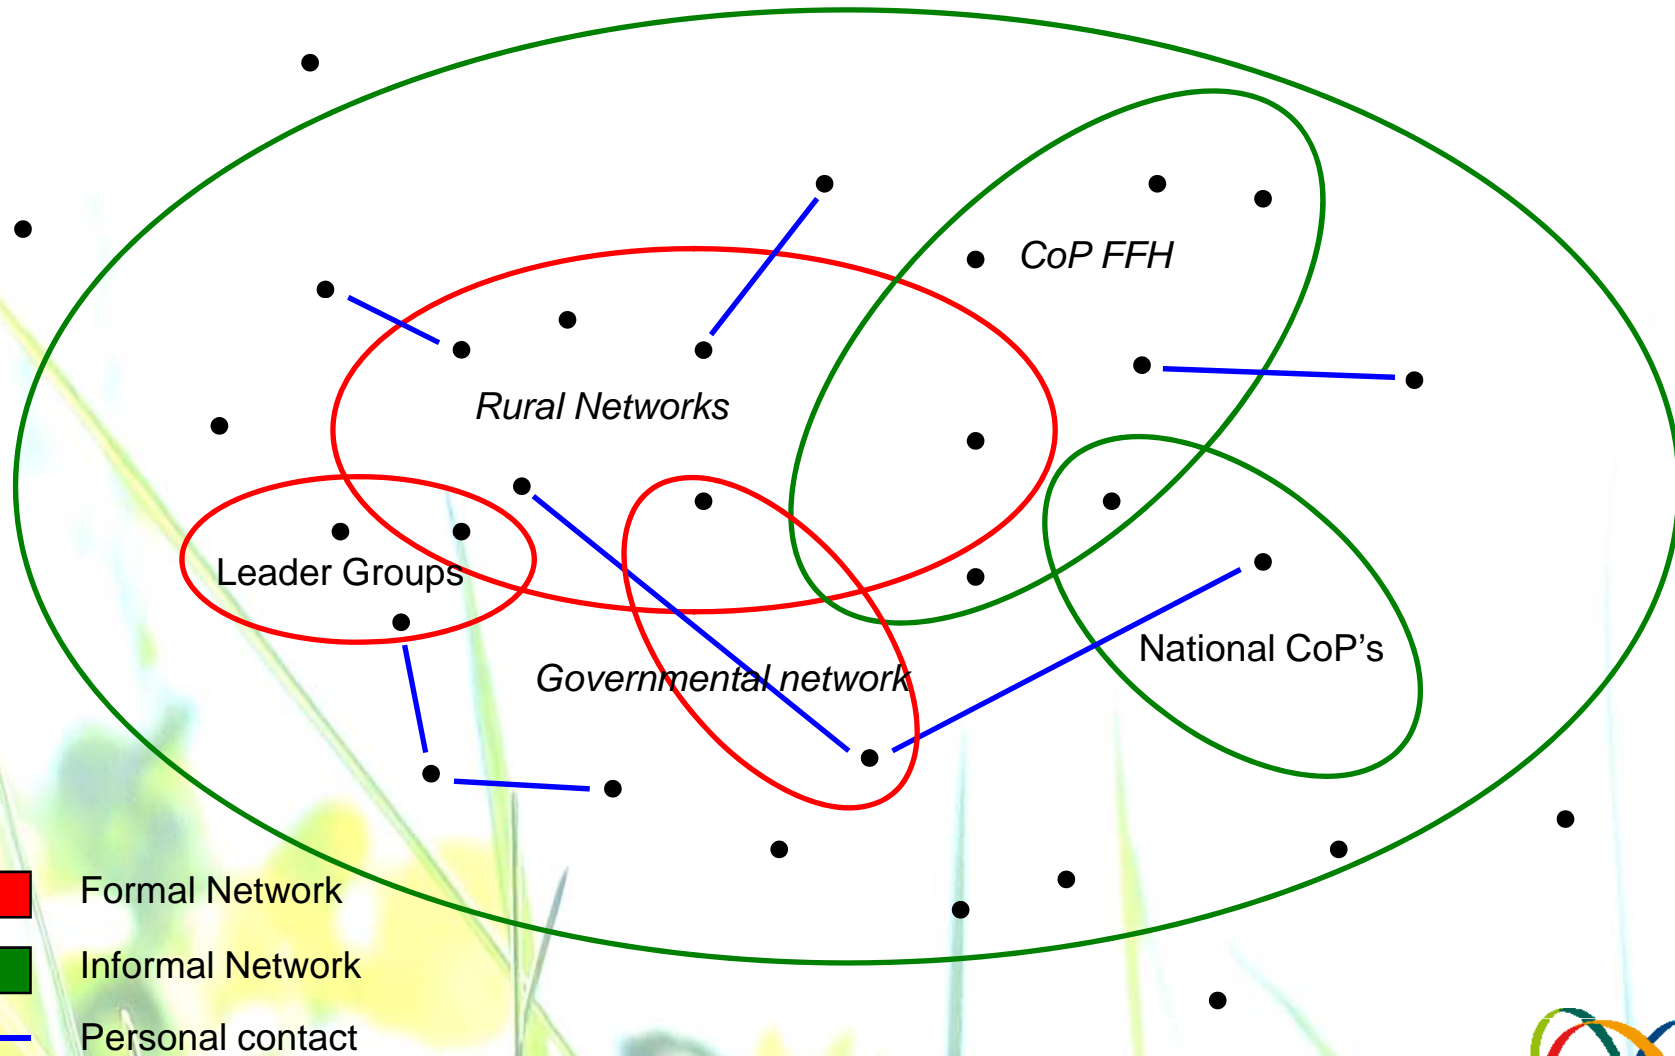 CoP FFH
Rural Networks
Leader Groups
National CoP's
Governmental network
Formal Network
Informal Network
Personal contact